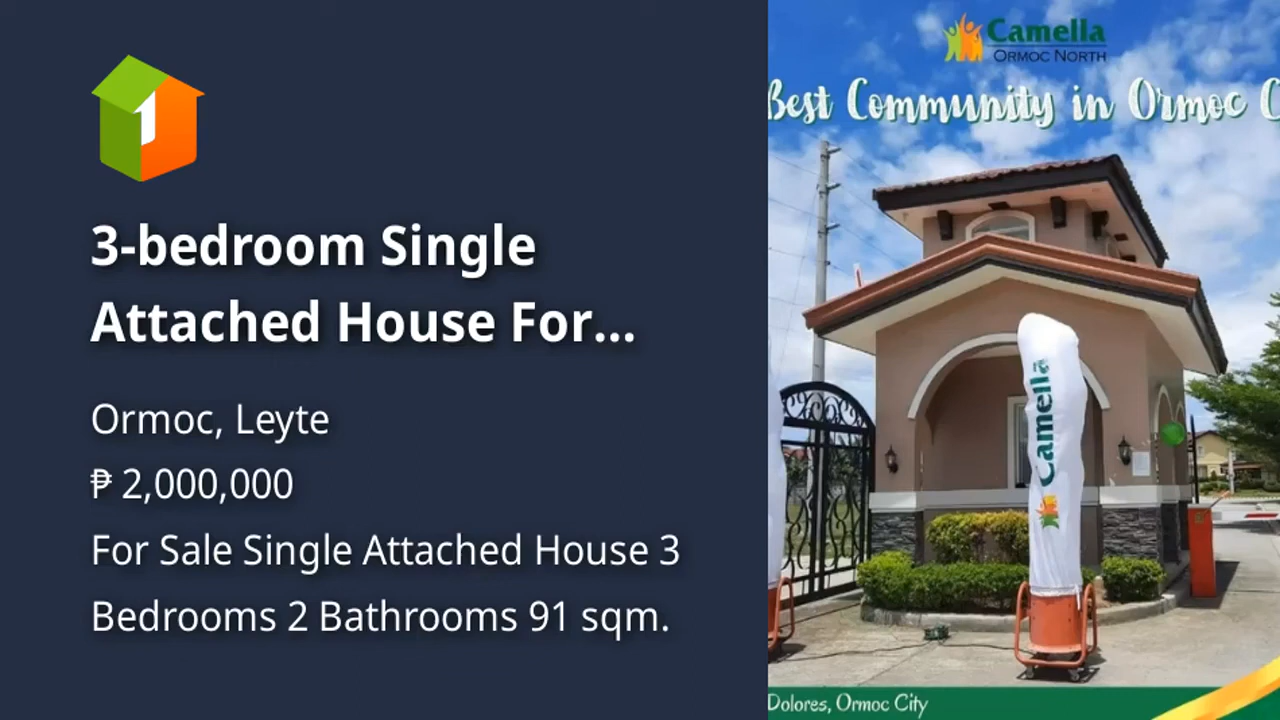 3-bedroom Single
Attached House For...
Ormoc, Leyte
₱ 2,000,000
For Sale Single Attached House 3
Bedrooms 2 Bathrooms 91 sqm.
Camella
ORMOC NORTH
Best Community in Ormoc C
Camella
Dolores, Ormoc City